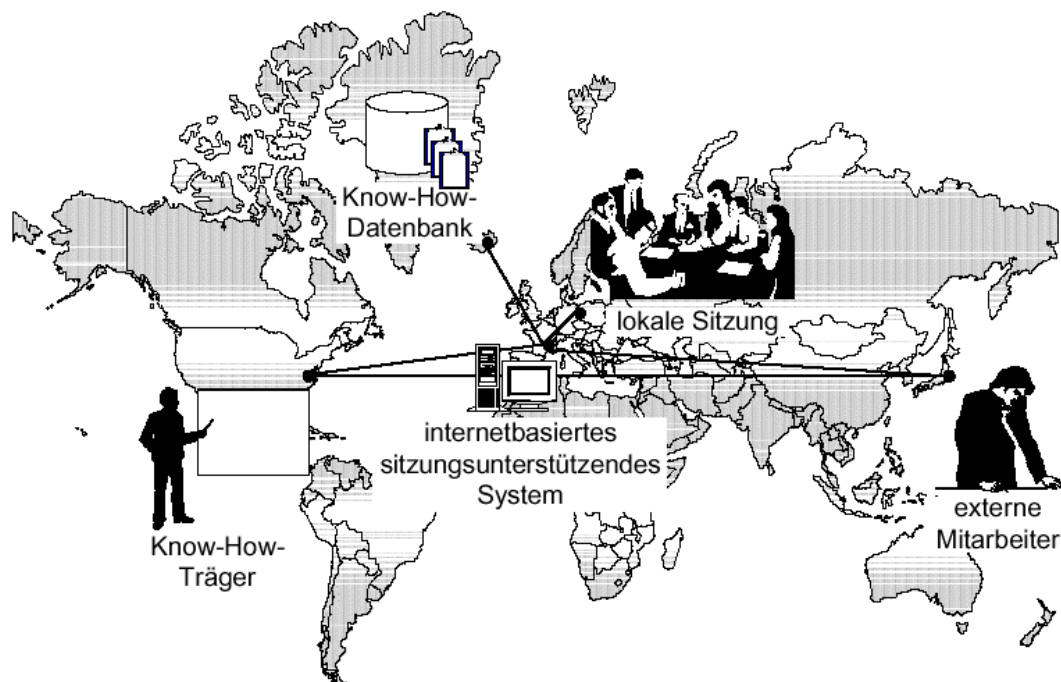 Know-How-
Datenbank
lokale Sitzung
internetbasiertes
sitzungsunterstützendes
System
externe
Mitarbeiter
Know-How-
Träger